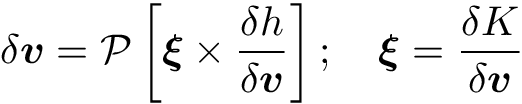 δ𝒗 = 𝒫 [ 𝝃 × δh/δ𝒗 ] ; 𝝃 = δK/δ𝒗